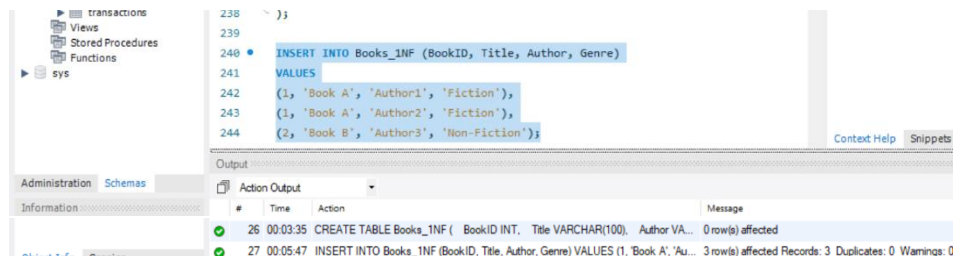 transactions
Views
Stored Procedures
Functions
sys
238 );
239
240 INSERT INTO Books_1NF (BookID, Title, Author, Genre)
241 VALUES
242 (1, 'Book A', 'Author1', 'Fiction'),
243 (1, 'Book A', 'Author2', 'Fiction'),
244 (2, 'Book B', 'Author3', 'Non-Fiction');
Context Help Snippets
Output
Administration Schemas
Action Output
Information
# Time Action Message
26 00:03:35 CREATE TABLE Books_1NF ( BookID INT, Title VARCHAR(100), Author VA... 0 row(s) affected
27 00:05:47 INSERT INTO Books_1NF (BookID, Title, Author, Genre) VALUES (1, 'Book A', 'Au... 3 row(s) affected Records: 3 Duplicates: 0 Warnings: 0